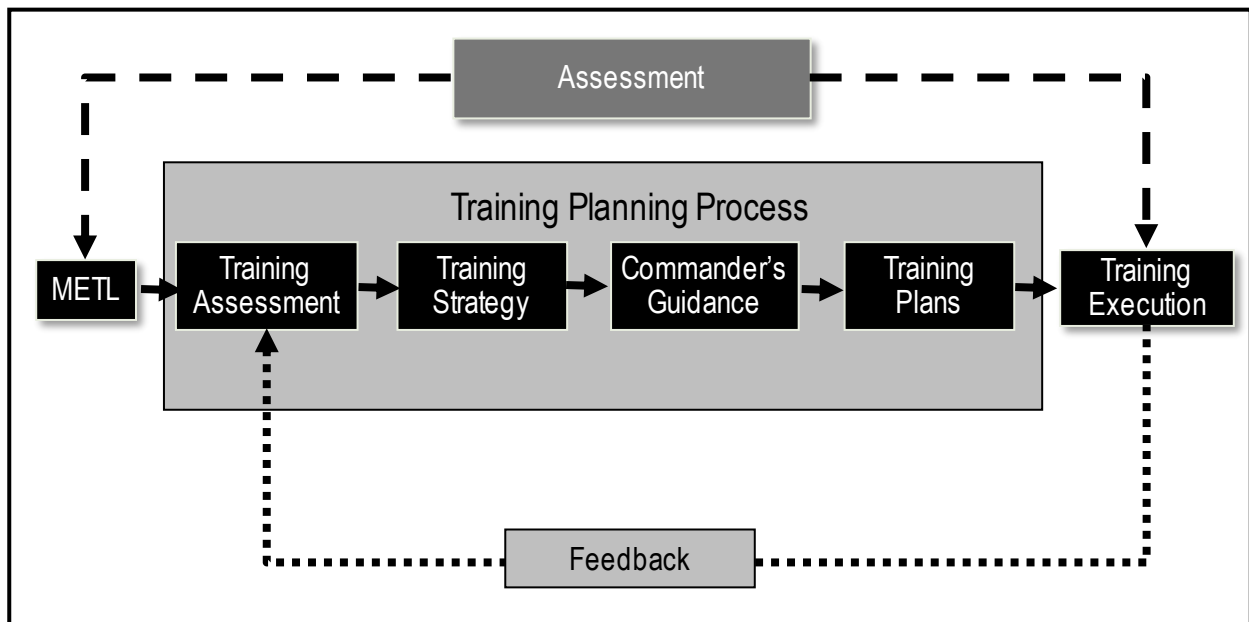 Assessment
Training Planning Process
METL
Training
Assessment
Training
Strategy
Commander’s
Guidance
Training
Plans
Training
Execution
Feedback